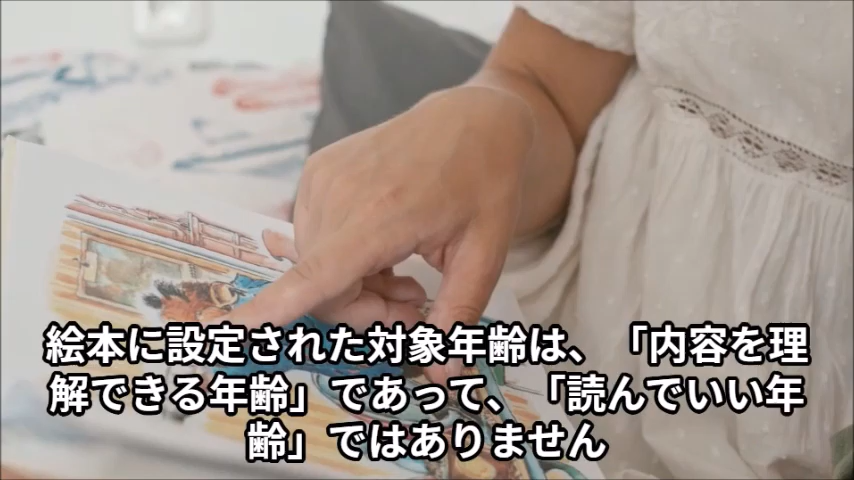 絵本に設定された対象年齢は、「内容を理
解できる年齢」であって、「読んでいい年
齢」ではありません